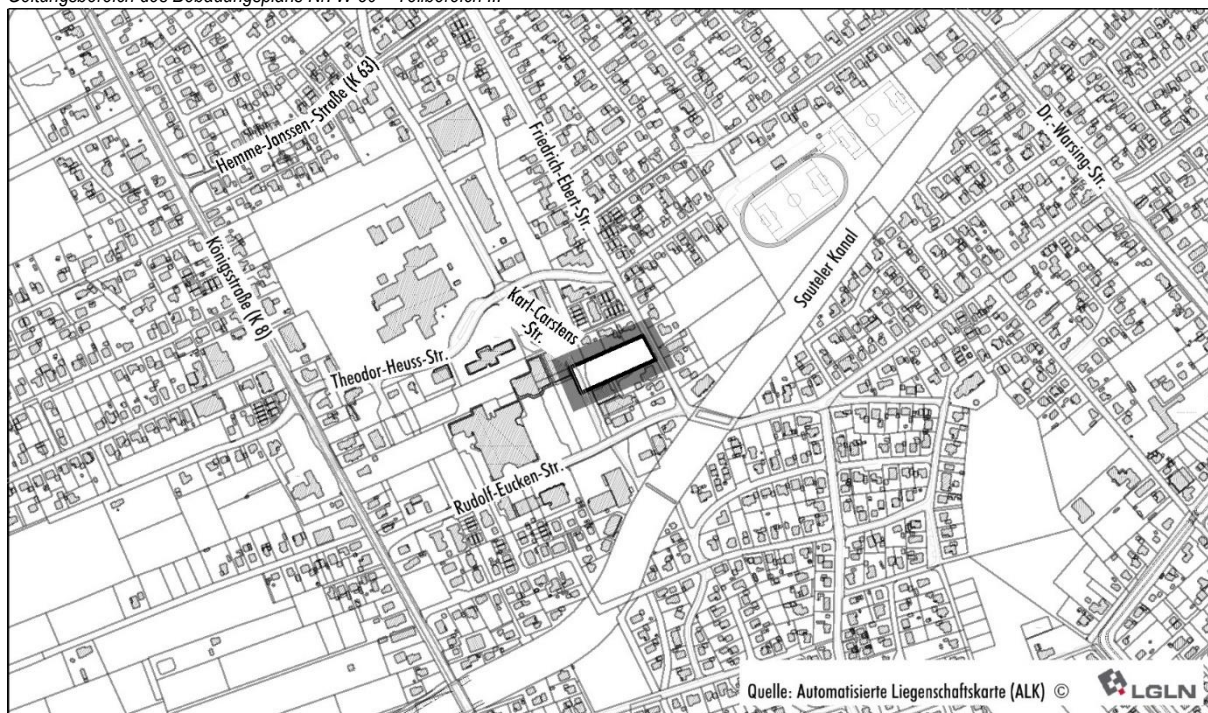 Hemme-Janssen-Straße (K 63)
Friedrich-Ebert-Str.
Dr.-Warsing-Str.
Königsstraße (K 8)
Sauteler Kanal
Karl-Carstens
-Str.
Theodor-Heuss-Str.
Rudolf-Eucken-Str.
Quelle: Automatisierte Liegenschaftskarte (ALK) ©
LGLN